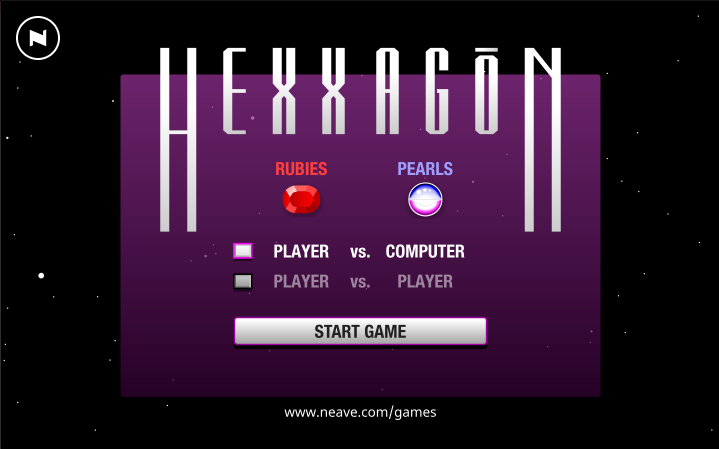 N
HEXXAGŌN
RUBIES PEARLS
PLAYER vs. COMPUTER
PLAYER vs. PLAYER
START GAME
www.neave.com/games